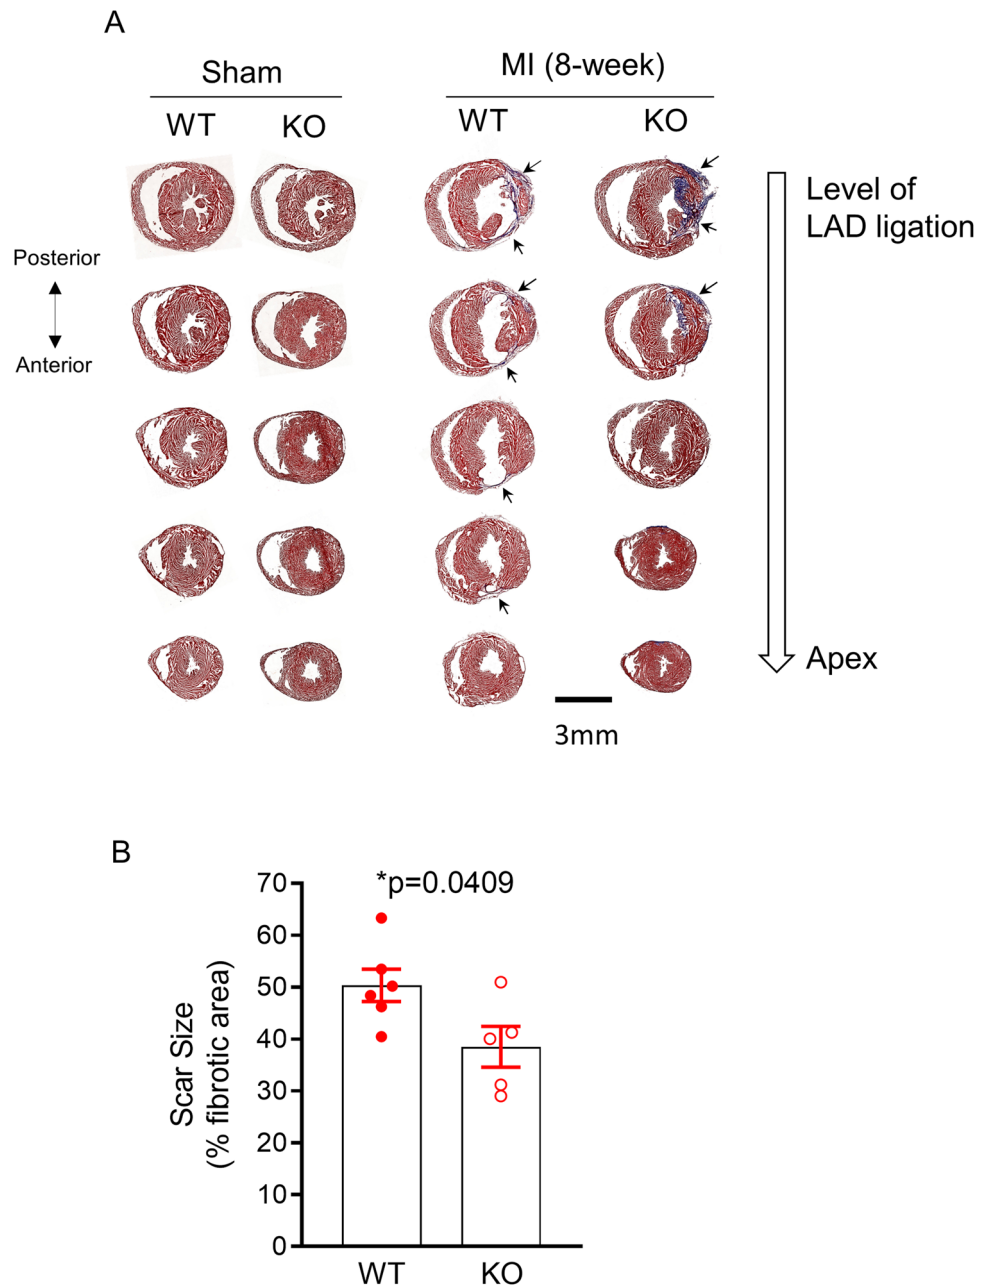 A
Sham
MI (8-week)
WT
KO
WT
KO
Level of
LAD ligation
Posterior
Anterior
Apex
3mm
B
*p=0.0409
70
60
50
40
30
20
10
0
Scar Size
(% fibrotic area)
WT
KO